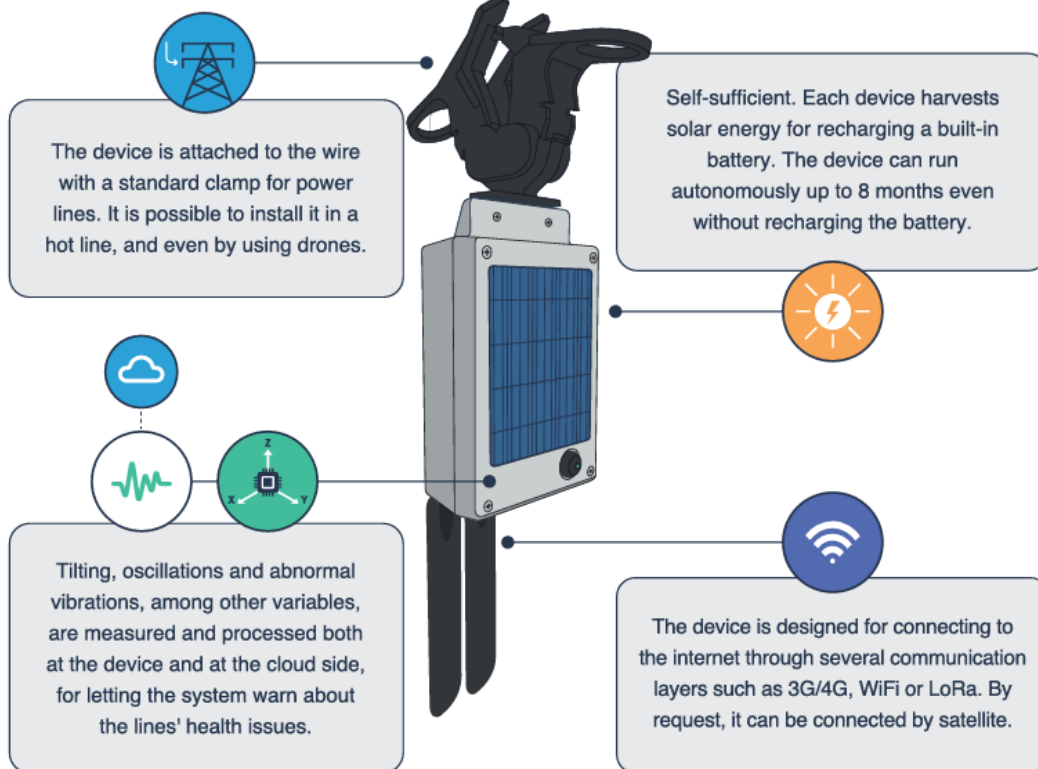 The device is attached to the wire
with a standard clamp for power
lines. It is possible to install it in a
hot line, and even by using drones.
Self-sufficient. Each device harvests
solar energy for recharging a built-in
battery. The device can run
autonomously up to 8 months even
without recharging the battery.
Z
X
Y
Tilting, oscillations and abnormal
vibrations, among other variables,
are measured and processed both
at the device and at the cloud side,
for letting the system warn about
the lines' health issues.
The device is designed for connecting to
the internet through several communication
layers such as 3G/4G, WiFi or LoRa. By
request, it can be connected by satellite.